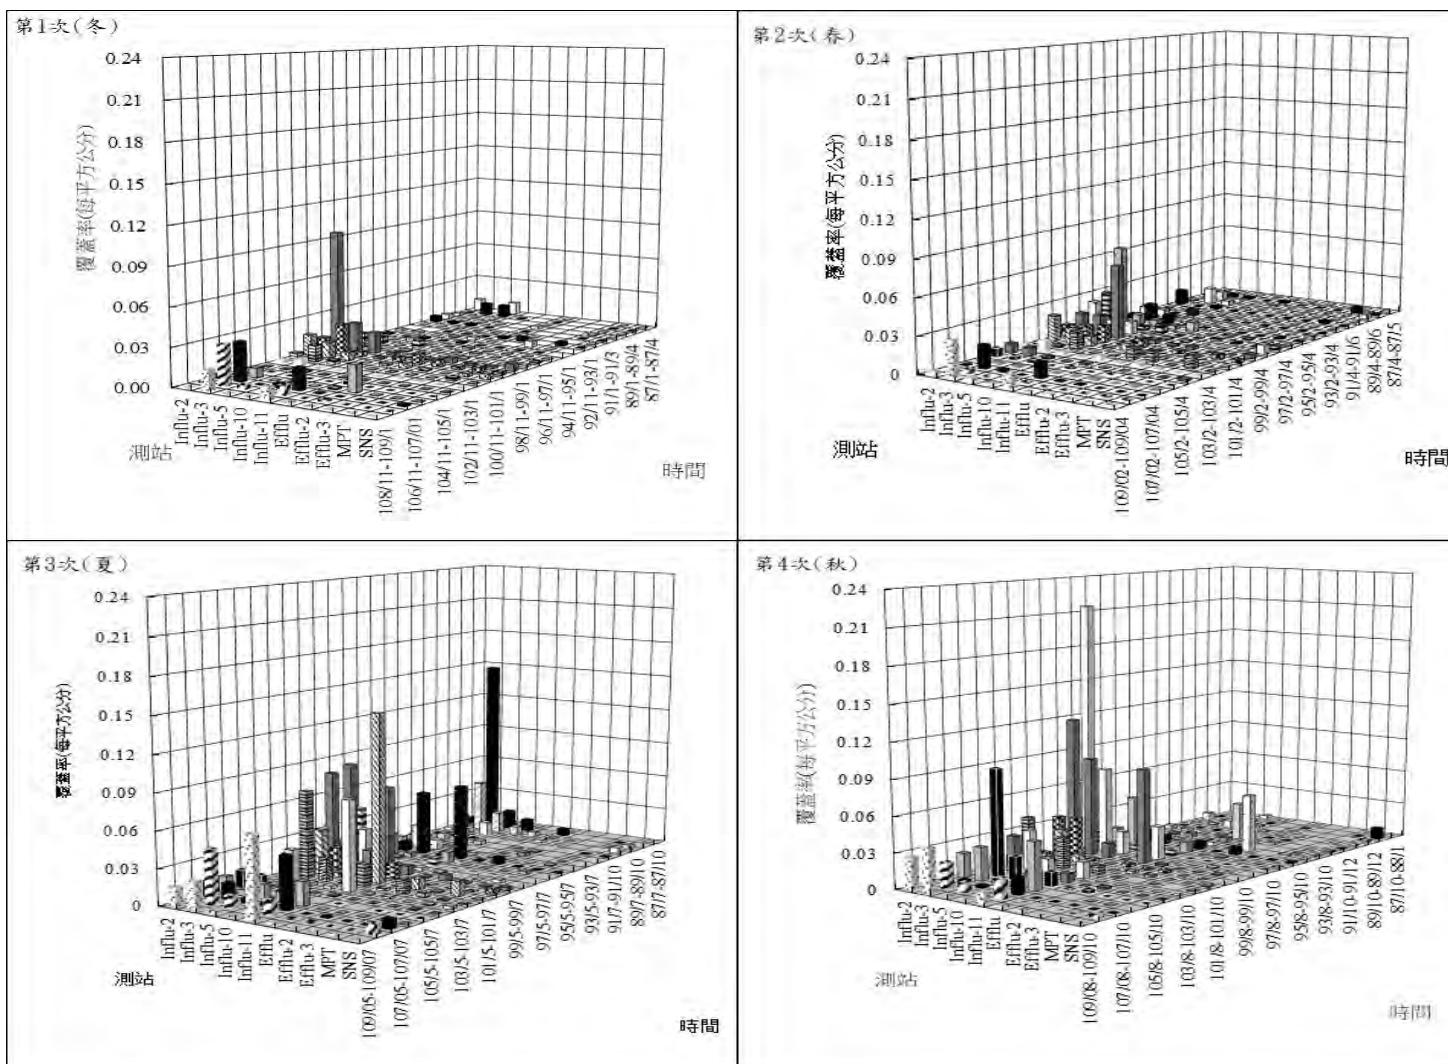 第1次(冬)
0.24
0.21
0.18
0.15
0.12
0.09
0.06
0.03
0.00
覆蓋率(每平方公分)
Influ-2
Influ-3
Influ-5
Influ-10
Influ-11
Efflu
Efflu-2
Efflu-3
MPT
SNS
測站
108/11-109/1
106/11-107/01
104/11-105/1
102/11-103/1
100/11-101/1
98/11-99/1
96/11-97/1
94/11-95/1
92/11-93/1
91/1-91/3
89/1-89/4
87/1-87/4
時間
第2次(春)
0.24
0.21
0.18
0.15
0.12
0.09
0.06
0.03
0
覆蓋率(每平方公分)
Influ-2
Influ-3
Influ-5
Influ-10
Influ-11
Efflu
Efflu-2
Efflu-3
MPT
SNS
測站
109/02-109/04
107/02-107/04
105/2-105/4
103/2-103/4
101/2-101/4
99/2-99/4
97/2-97/4
95/2-95/4
93/2-93/4
91/4-91/6
89/4-89/6
87/4-87/5
時間
第3次(夏)
0.24
0.21
0.18
0.15
0.12
0.09
0.06
0.03
0
覆蓋率(每平方公分)
Influ-2
Influ-3
Influ-5
Influ-10
Influ-11
Efflu
Efflu-2
Efflu-3
MPT
SNS
測站
109/05-109/07
107/05-107/07
105/5-105/7
103/5-103/7
101/5-101/7
99/5-99/7
97/5-97/7
95/5-95/7
93/5-93/7
91/7-91/10
89/7-89/10
87/7-87/10
時間
第4次(秋)
0.24
0.21
0.18
0.15
0.12
0.09
0.06
0.03
0
覆蓋率(每平方公分)
Influ-2
Influ-3
Influ-5
Influ-10
Influ-11
Efflu
Efflu-2
Efflu-3
MPT
SNS
測站
109/08-109/10
107/08-107/10
105/8-105/10
103/8-103/10
101/8-101/10
99/8-99/10
97/8-97/10
95/8-95/10
93/8-93/10
91/10-91/12
89/10-89/12
87/10-88/1
時間